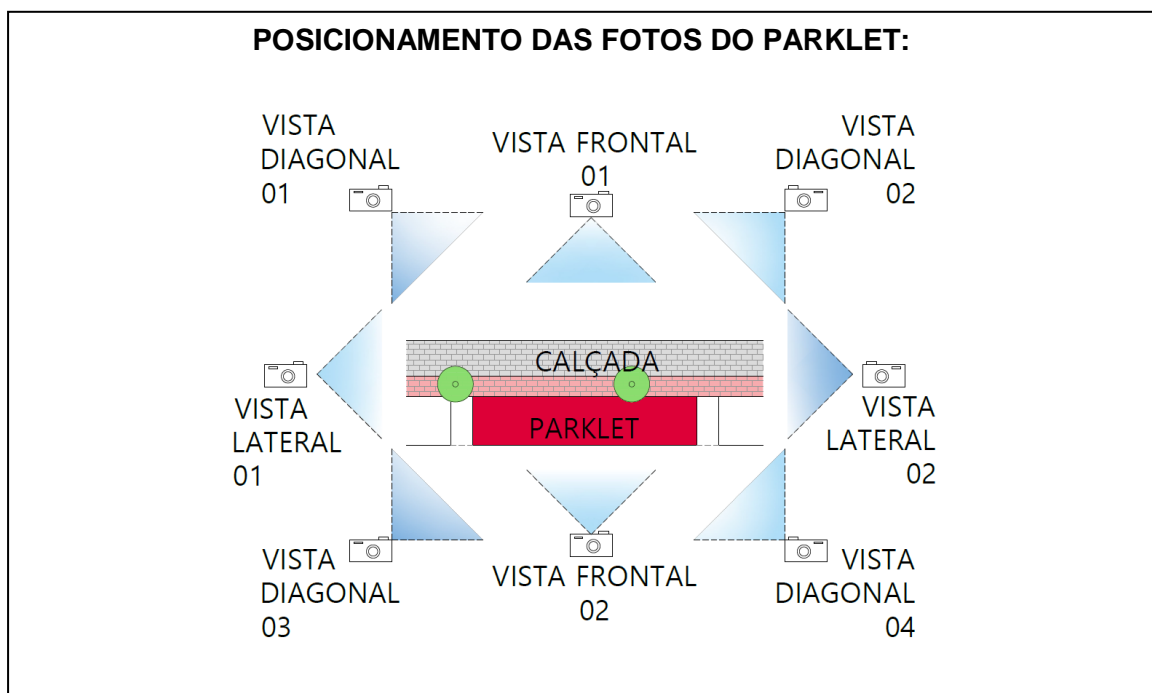 POSICIONAMENTO DAS FOTOS DO PARKLET:
VISTA
DIAGONAL
01
VISTA FRONTAL
01
VISTA
DIAGONAL
02
CALÇADA
PARKLET
VISTA
LATERAL
01
VISTA
LATERAL
02
VISTA
DIAGONAL
03
VISTA FRONTAL
02
VISTA
DIAGONAL
04